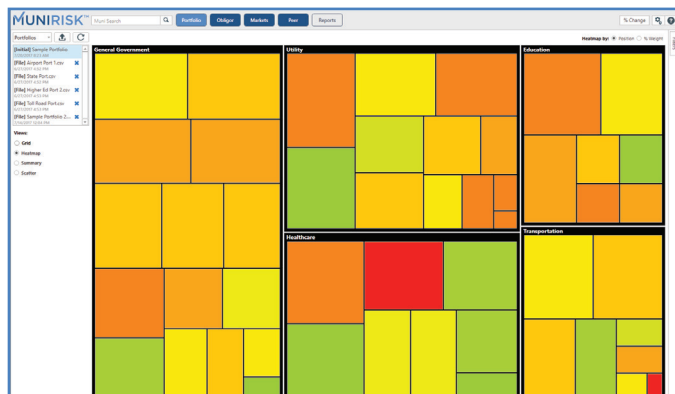 MUNIRISK™
Muni Search
Portfolio
Obligor
Markets
Peer
Reports
% Change
Portfolios
Heatmap by: Position % Weight
[Initial] Sample Portfolio
[File] Airport Port 1.csv
[File] State Port.csv
[File] Higher Ed Port 2.csv
[File] Toll Road Port.csv
[File] Sample Portfolio 2...
Views:
Grid
Heatmap
Summary
Scatter
General Government
Utility
Education
Healthcare
Transportation